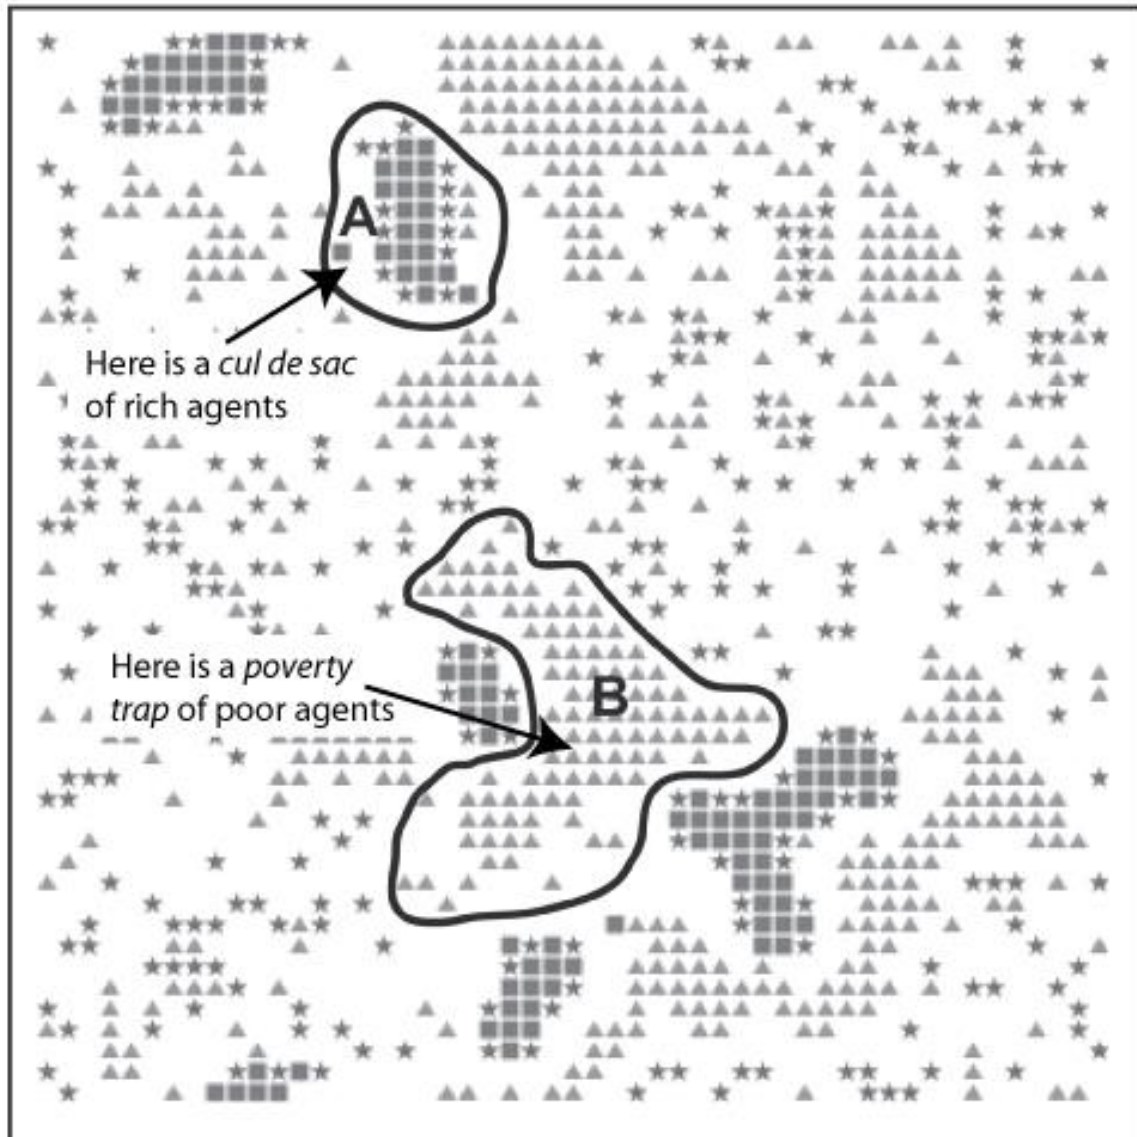 A
Here is a cul de sac
of rich agents
Here is a poverty
trap of poor agents
B